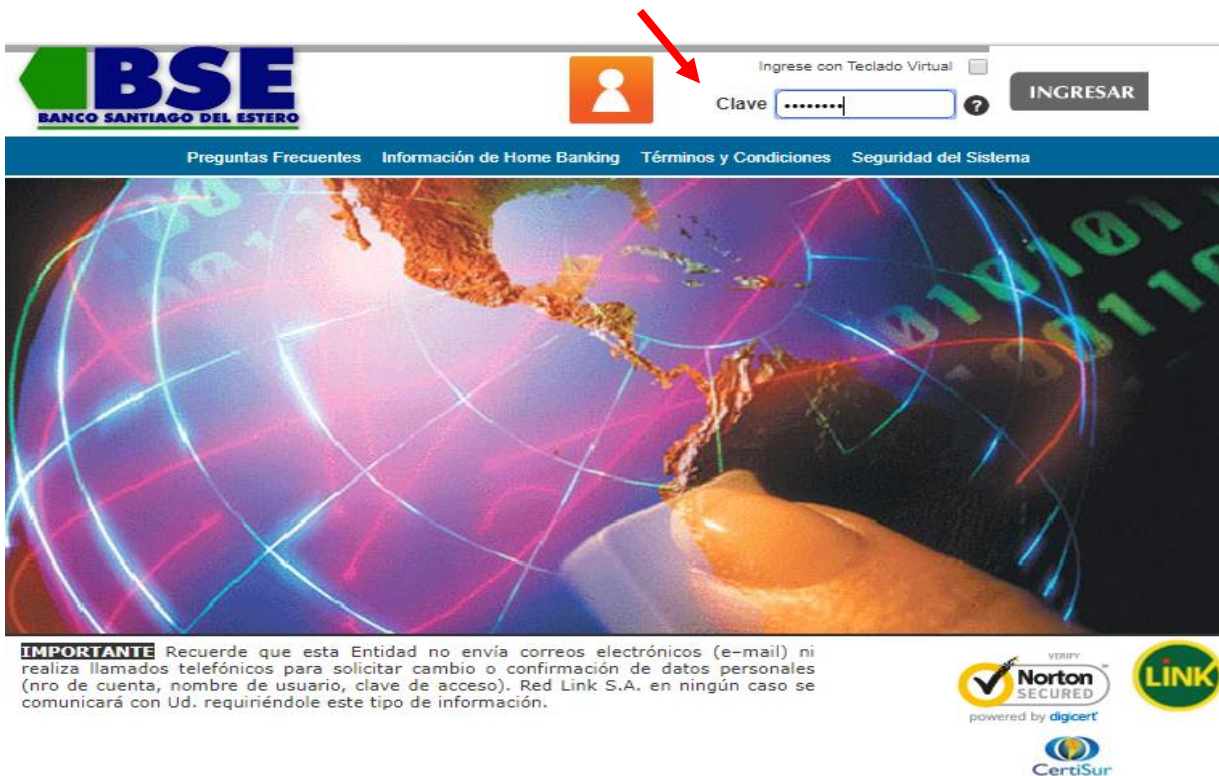 BSE
BANCO SANTIAGO DEL ESTERO
Ingrese con Teclado Virtual
Clave ••••••••
?
INGRESAR
Preguntas Frecuentes Información de Home Banking Términos y Condiciones Seguridad del Sistema
010101
01110
IMPORTANTE Recuerde que esta Entidad no envía correos electrónicos (e-mail) ni
realiza llamados telefónicos para solicitar cambio o confirmación de datos personales
(nro de cuenta, nombre de usuario, clave de acceso). Red Link S.A. en ningún caso se
comunicará con Ud. requiriéndole este tipo de información.
VERIFY
Norton
SECURED
powered by digicert
LINK
CertiSur